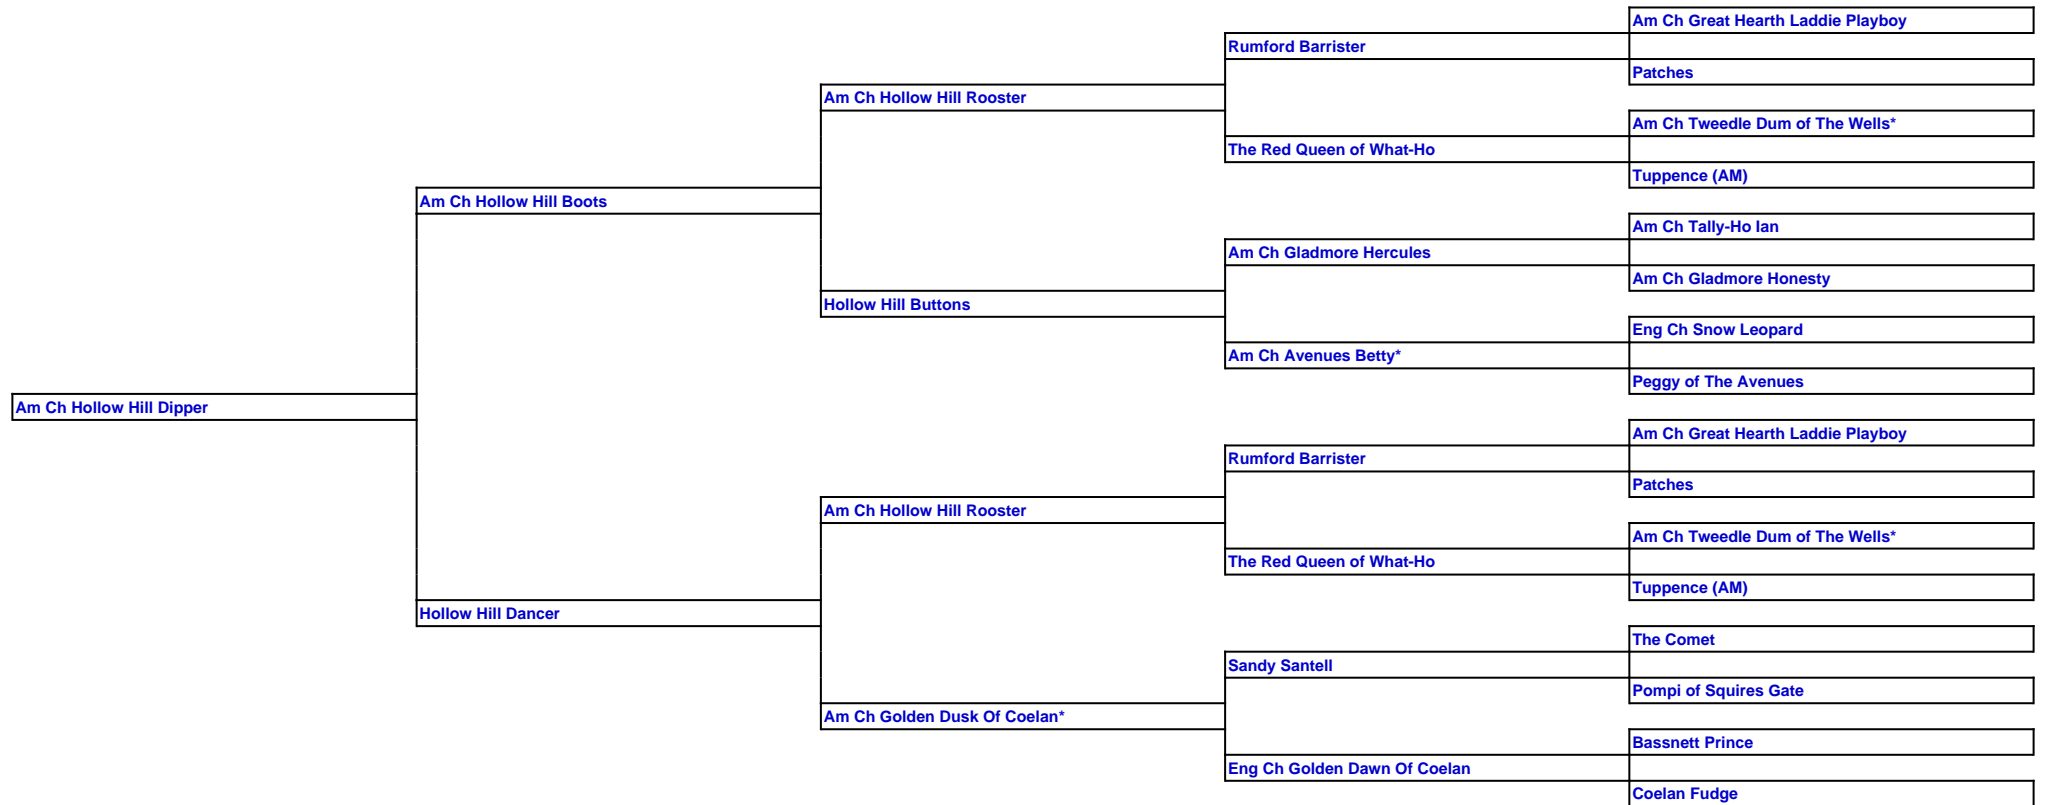 Am Ch Great Hearth Laddie Playboy
Rumford Barrister
Patches
Am Ch Hollow Hill Rooster
Am Ch Tweedle Dum of The Wells*
The Red Queen of What-Ho
Tuppence (AM)
Am Ch Hollow Hill Boots
Am Ch Tally-Ho Ian
Am Ch Gladmore Hercules
Am Ch Gladmore Honesty
Hollow Hill Buttons
Eng Ch Snow Leopard
Am Ch Avenues Betty*
Peggy of The Avenues
Am Ch Hollow Hill Dipper
Am Ch Great Hearth Laddie Playboy
Rumford Barrister
Patches
Am Ch Hollow Hill Rooster
Am Ch Tweedle Dum of The Wells*
The Red Queen of What-Ho
Tuppence (AM)
Hollow Hill Dancer
The Comet
Sandy Santell
Pompi of Squires Gate
Am Ch Golden Dusk Of Coelan*
Bassnett Prince
Eng Ch Golden Dawn Of Coelan
Coelan Fudge